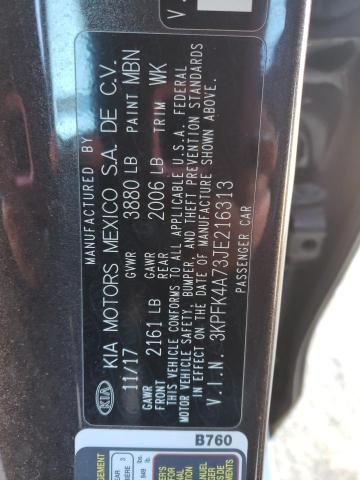 KIA
MANUFACTURED BY
KIA MOTORS MEXICO S.A. DE C.V.
11/17 GVWR 3880 LB PAINT MBN
GAWR FRONT 2161 LB GAWR REAR 2006 LB TRIM WK
THIS VEHICLE CONFORMS TO ALL APPLICABLE U.S.A. FEDERAL
MOTOR VEHICLE SAFETY, BUMPER, AND THEFT PREVENTION STANDARDS
IN EFFECT ON THE DATE OF MANUFACTURE SHOWN ABOVE.
V.I.N. 3KPFK4A73JE216313
PASSENGER CAR
B760